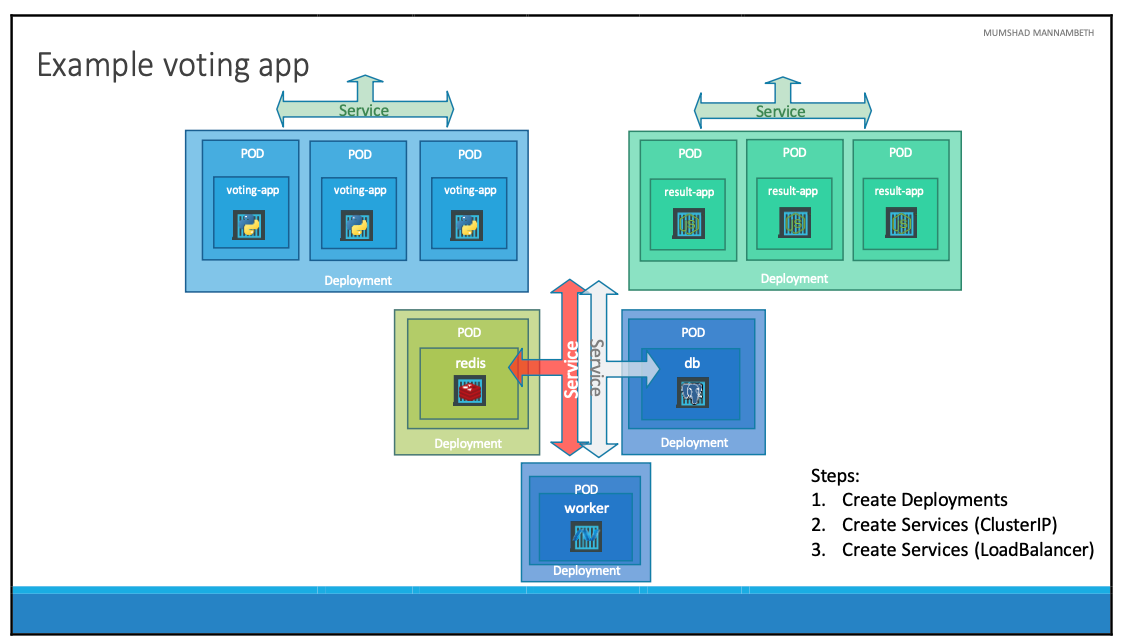 MUMSHAD MANNAMBETH
Example voting app
Service
Service
POD
POD
POD
voting-app
voting-app
voting-app
Deployment
POD
POD
POD
result-app
result-app
result-app
Deployment
POD
redis
Deployment
Service
Service
POD
db
Deployment
POD
worker
Deployment
Steps:
1. Create Deployments
2. Create Services (ClusterIP)
3. Create Services (LoadBalancer)